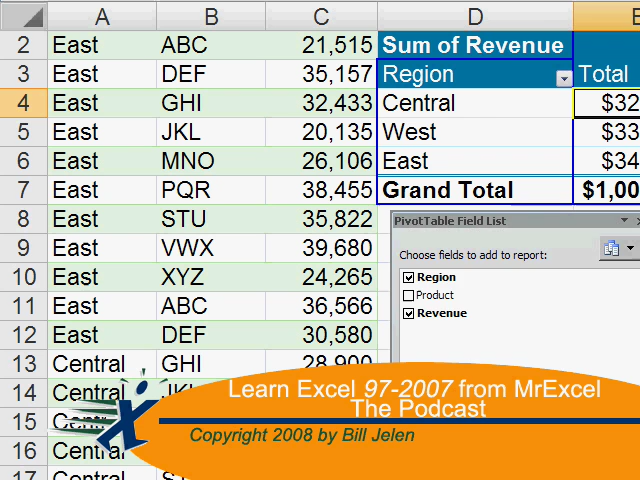 A B C D E
2 East ABC 21,515 Sum of Revenue
3 East DEF 35,157 Region Total
4 East GHI 32,433 Central $32
5 East JKL 20,135 West $33
6 East MNO 26,106 East $34
7 East PQR 38,455 Grand Total $1,00
8 East STU 35,822
PivotTable Field List
9 East VWX 39,680
Choose fields to add to report:
10 East XYZ 24,265
Region
Product
11 East ABC 36,566
Revenue
12 East DEF 30,580
13 Central GHI 28,900
14 Central JKL
Learn Excel 97-2007 from MrExcel
The Podcast
15 Central
Copyright 2008 by Bill Jelen
16 Central
17 Central